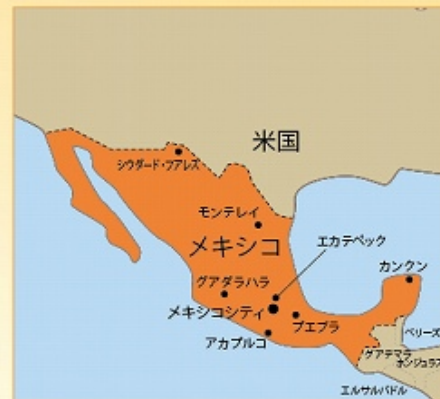 米国
シウダード・フアレズ
モンテレイ
メキシコ
エカテペック
カンクン
グアダラハラ
メキシコシティ
プエブラ
アカプルコ
ベリーズ
グアテマラ
ホンジュラス
エルサルバドル